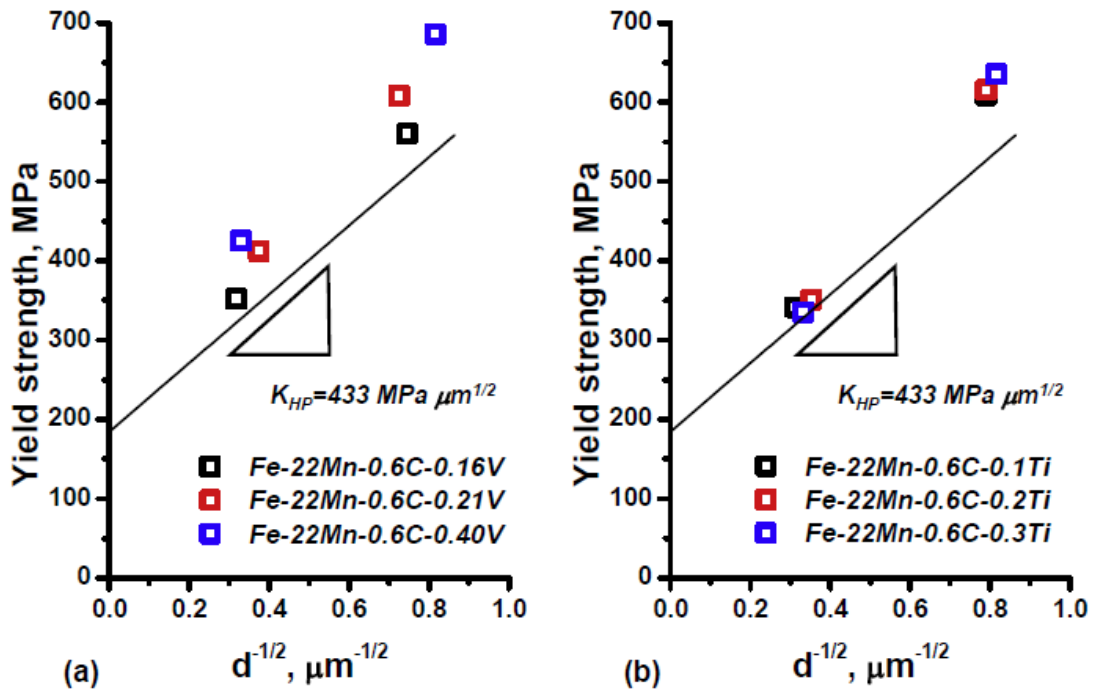 700
600
500
400
300
200
100
0
Yield strength, MPa
K_HP=433 MPa μm^1/2
Fe-22Mn-0.6C-0.16V
Fe-22Mn-0.6C-0.21V
Fe-22Mn-0.6C-0.40V
0.0 0.2 0.4 0.6 0.8 1.0
d^-1/2, μm^-1/2
(a)
700
600
500
400
300
200
100
0
Yield strength, MPa
K_HP=433 MPa μm^1/2
Fe-22Mn-0.6C-0.1Ti
Fe-22Mn-0.6C-0.2Ti
Fe-22Mn-0.6C-0.3Ti
0.0 0.2 0.4 0.6 0.8 1.0
d^-1/2, μm^-1/2
(b)